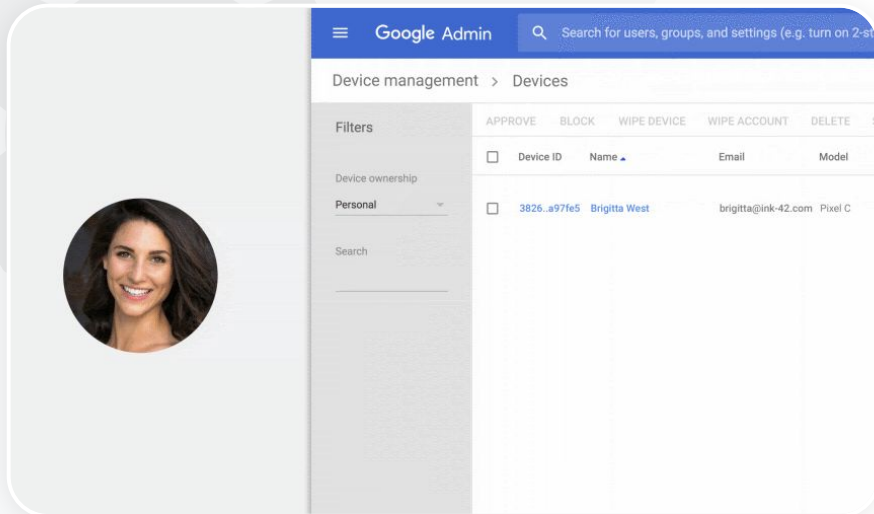 Google Admin
Search for users, groups, and settings (e.g. turn on 2-st
Device management > Devices
Filters
APPROVE BLOCK WIPE DEVICE WIPE ACCOUNT DELETE
Device ID Name Email Model
Device ownership
Personal
3826..a97fe5 Brigitta West brigitta@ink-42.com Pixel C
Search